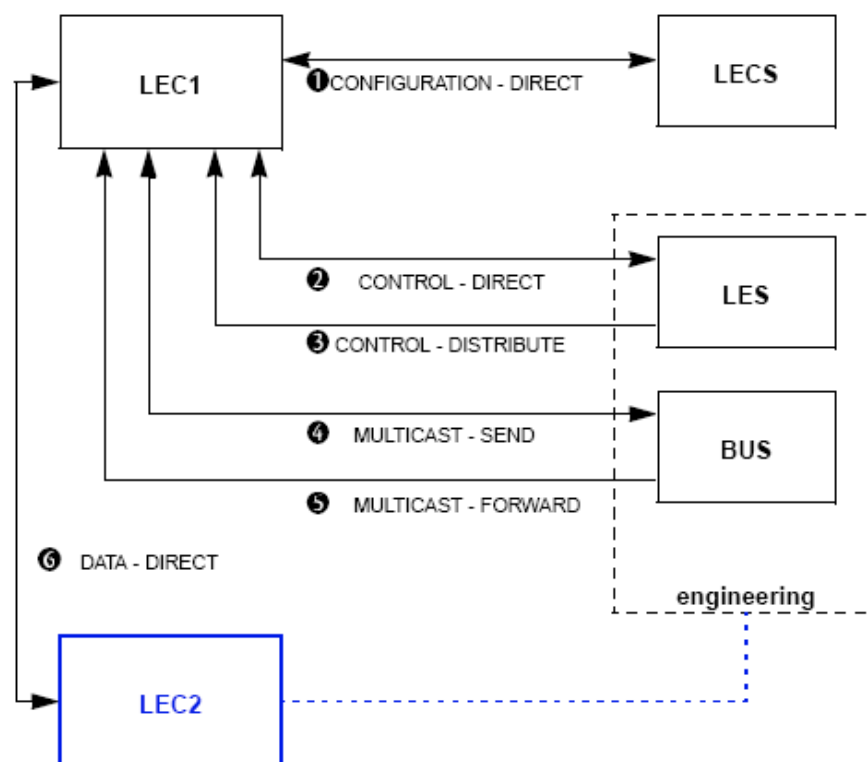 LEC1
❶CONFIGURATION - DIRECT
LECS
❷ CONTROL - DIRECT
LES
❸ CONTROL - DISTRIBUTE
❹ MULTICAST - SEND
BUS
❺ MULTICAST - FORWARD
❻ DATA - DIRECT
engineering
LEC2